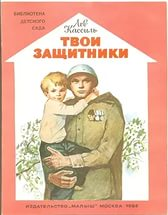 БИБЛИОТЕКА
ДЕТСКОГО
САДА
Лев
Кассиль
ТВОИ
ЗАЩИТНИКИ
ИЗДАТЕЛЬСТВО „МАЛЫШ“ МОСКВА